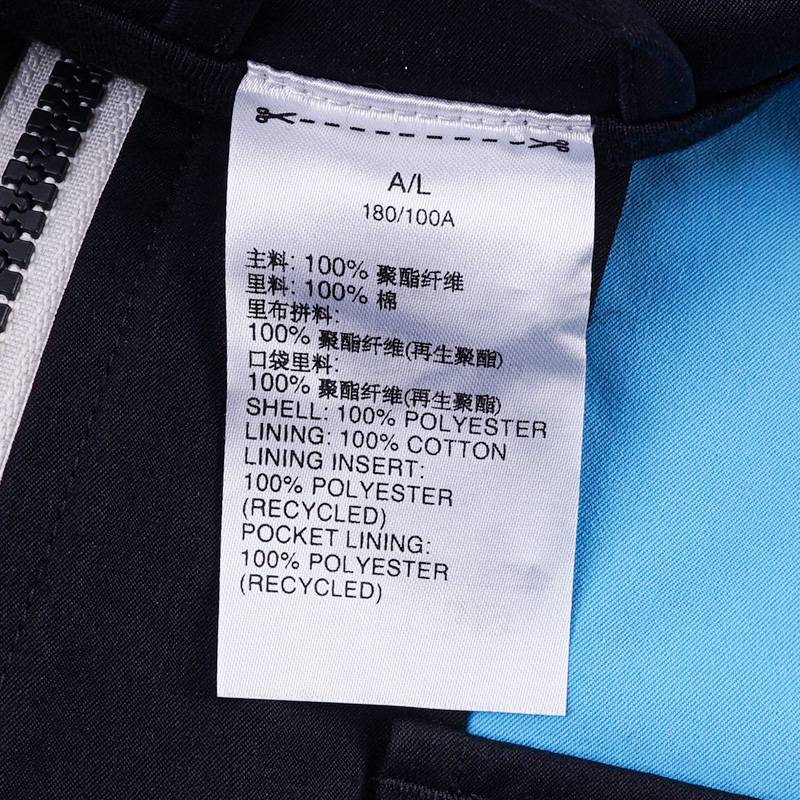 A/L
180/100A
主料: 100% 聚酯纤维
里料: 100% 棉
里布拼料:
100% 聚酯纤维(再生聚酯)
口袋里料:
100% 聚酯纤维(再生聚酯)
SHELL: 100% POLYESTER
LINING: 100% COTTON
LINING INSERT:
100% POLYESTER
(RECYCLED)
POCKET LINING:
100% POLYESTER
(RECYCLED)